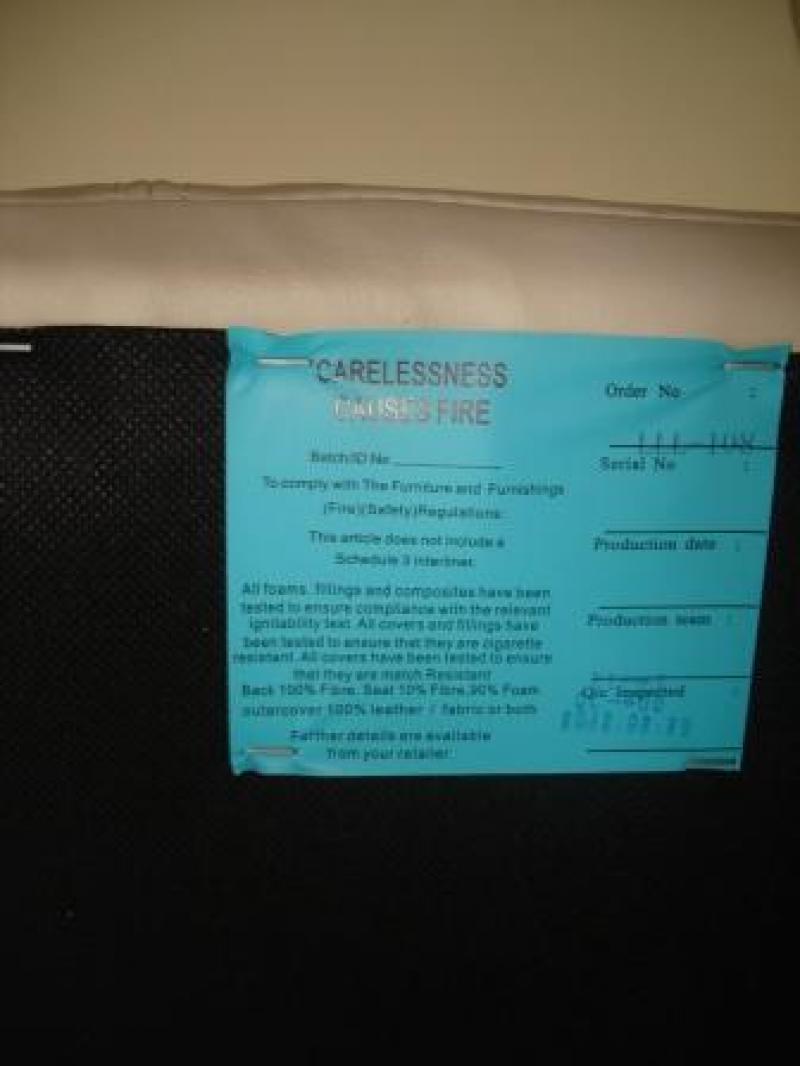 CARELESSNESS
CAUSES FIRE
Batch/ID No
To comply with The Furniture and Furnishings
(Fire)(Safety)Regulations:
This article does not include a
Schedule 3 interliner.
All foams, fillings and composites have been
tested to ensure compliance with the relevant
ignitability test. All covers and fillings have
been tested to ensure that they are cigarette
resistant. All covers have been tested to ensure
that they are match Resistant
Back 100% Fibre, Seat 10% Fibre,90% Foam
outercover 100% leather / fabric or both
Farther details are available
from your retailer
Order No :
111-108
Serial No :
Production date :
Production team :
Q/c Inspected :